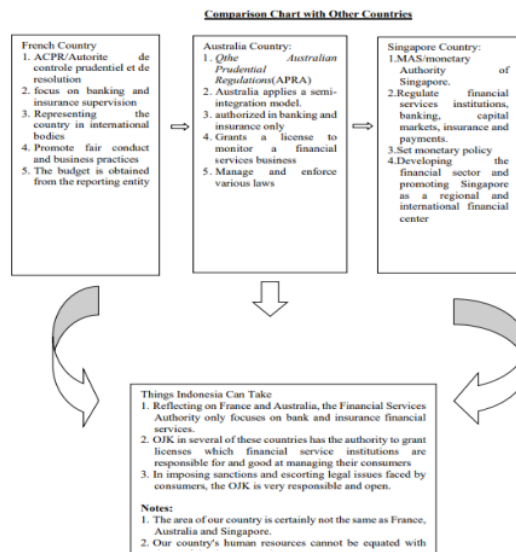 Comparison Chart with Other Countries
French Country
1. ACPR/Autorite de
controle prudentiel et de
resolution
2. focus on banking and
insurance supervision
3. Representing the
country in international
bodies
4. Promote fair conduct
and business practices
5. The budget is obtained
from the reporting entity
Australia Country:
1. Qthe Australian
Prudential
Regulations(APRA)
2. Australia applies a semi-
integration model.
3. authorized in banking and
insurance only
4. Grants a license to
monitor a financial
services business
5. Manage and enforce
various laws
Singapore Country:
1.MAS/monetary
Authority of
Singapore.
2.Regulate financial
services institutions,
banking, capital
markets, insurance and
payments.
3.Set monetary policy
4.Developing the
financial sector and
promoting Singapore
as a regional and
international financial
center
Things Indonesia Can Take
1. Reflecting on France and Australia, the Financial Services
Authority only focuses on bank and insurance financial
services.
2. OJK in several of these countries has the authority to grant
licenses which financial service institutions are
responsible for and good at managing their consumers
3. In imposing sanctions and escorting legal issues faced by
consumers, the OJK is very responsible and open.
Notes:
1. The area of our country is certainly not the same as France,
Australia and Singapore.
2. Our country's human resources cannot be equated with